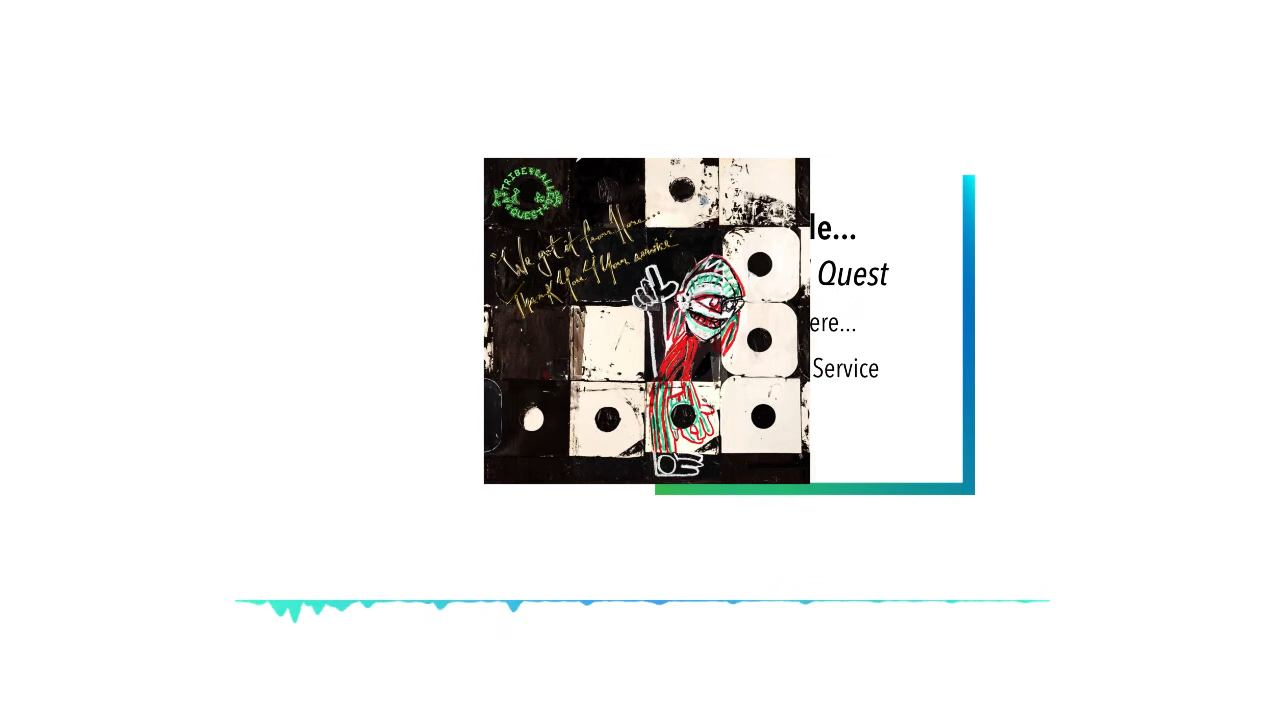 A TRIBE CALLED QUEST
"We got it from Here....
Thank You 4 Your service"
le...
Quest
ere...
Service